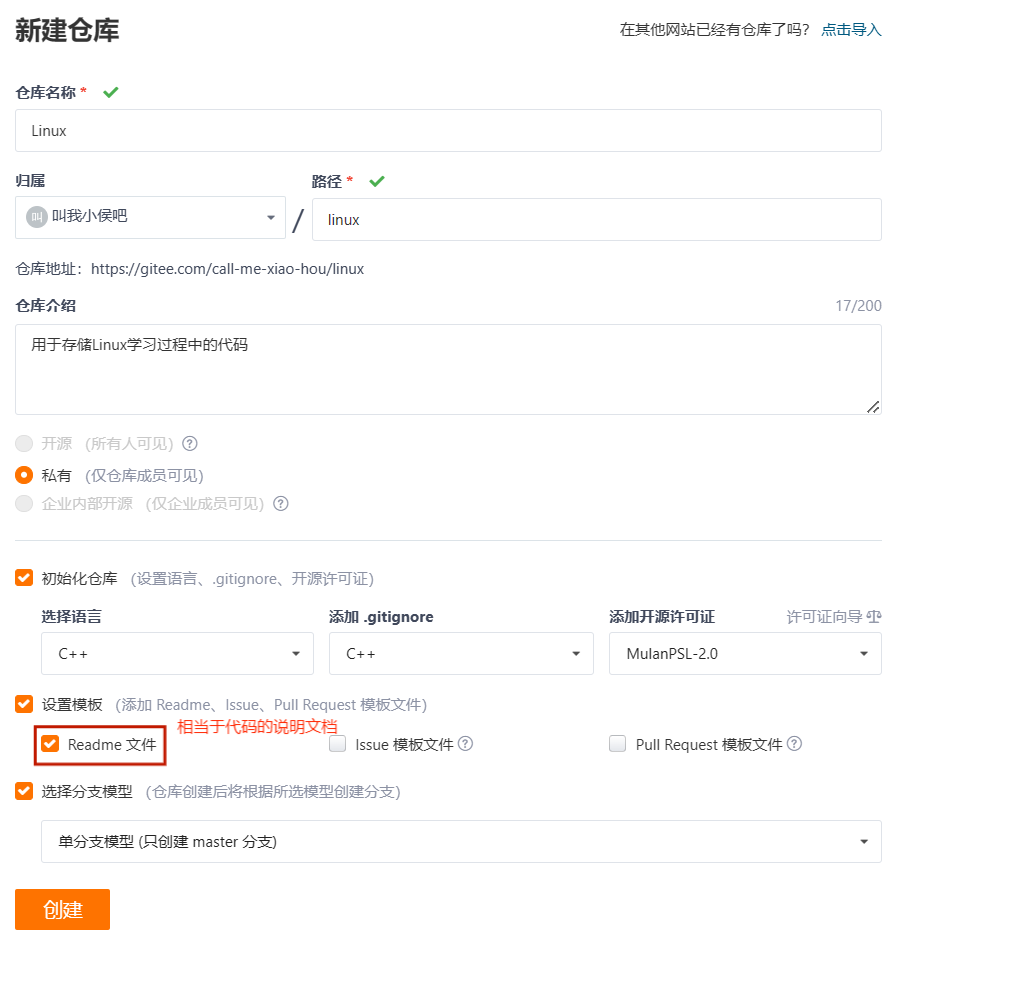 新建仓库
在其他网站已经有仓库了吗? 点击导入
仓库名称 *
Linux
归属
路径 *
叫 叫我小侯吧
/
linux
仓库地址：https://gitee.com/call-me-xiao-hou/linux
仓库介绍
17/200
用于存储Linux学习过程中的代码
开源 (所有人可见) ?
私有 (仅仓库成员可见)
企业内部开源 (仅企业成员可见) ?
初始化仓库 (设置语言、.gitignore、开源许可证)
选择语言
添加 .gitignore
添加开源许可证
许可证向导
C++
C++
MulanPSL-2.0
设置模板 (添加 Readme、Issue、Pull Request 模板文件)
相当于代码的说明文档
Readme 文件
Issue 模板文件 ?
Pull Request 模板文件 ?
选择分支模型 (仓库创建后将根据所选模型创建分支)
单分支模型 (只创建 master 分支)
创建